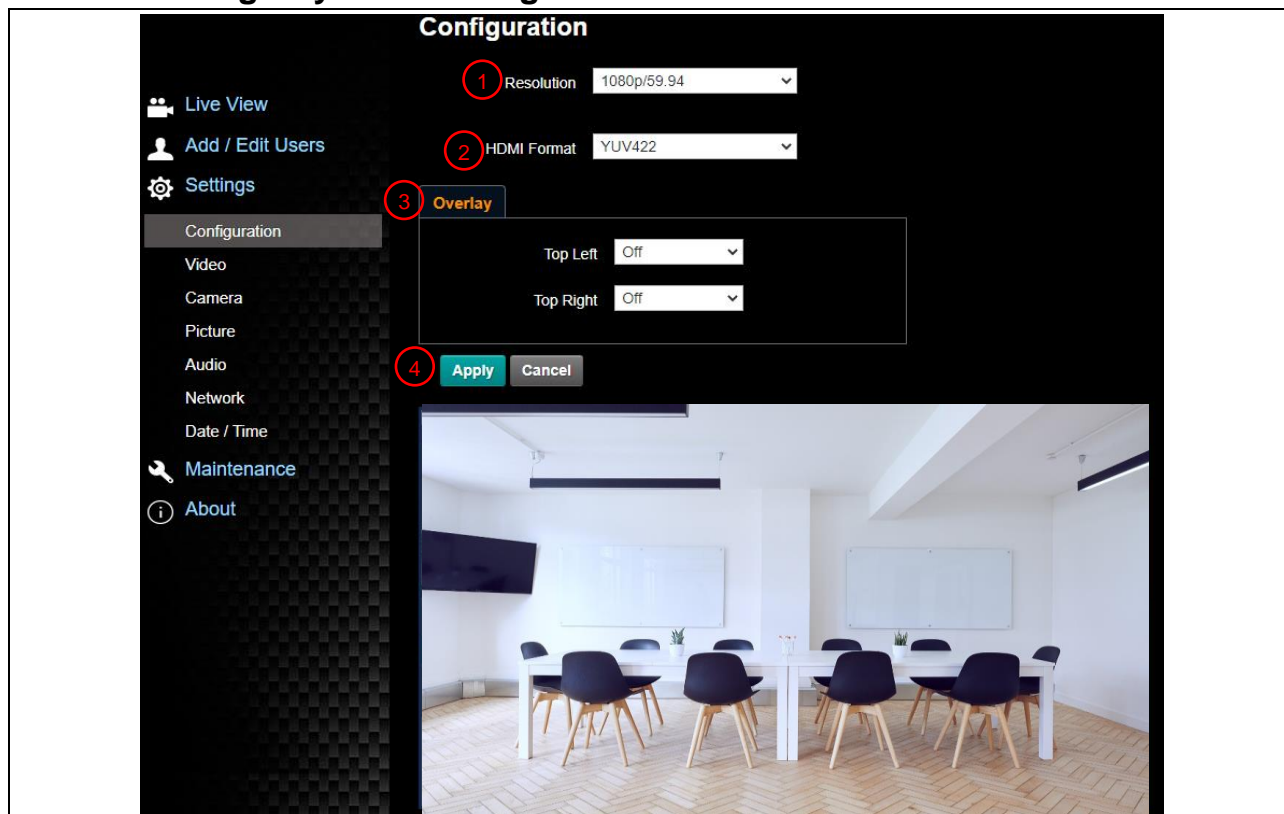 Configuration
1 Resolution 1080p/59.94
Live View
Add / Edit Users
2 HDMI Format YUV422
Settings
3 Overlay
Configuration
Top Left Off
Video
Camera
Top Right Off
Picture
Audio
4 Apply Cancel
Network
Date / Time
Maintenance
About